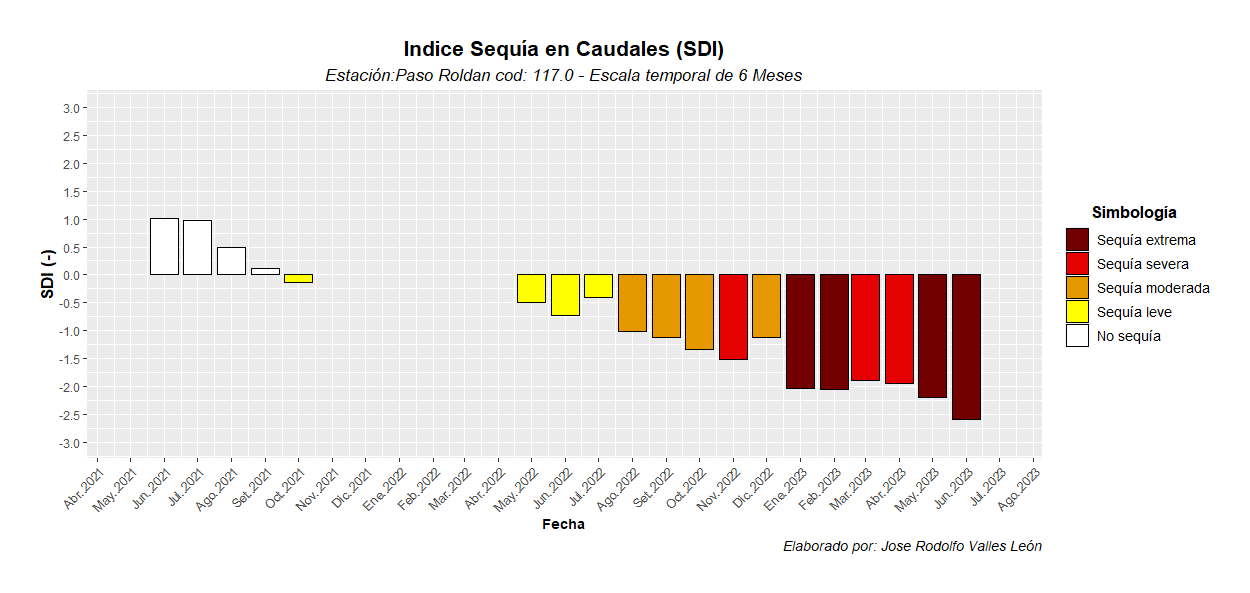 Indice Sequía en Caudales (SDI)
Estación:Paso Roldan cod: 117.0 - Escala temporal de 6 Meses
SDI (-)
3.0
2.5
2.0
1.5
1.0
0.5
0.0
-0.5
-1.0
-1.5
-2.0
-2.5
-3.0
Abr.2021
May.2021
Jun.2021
Jul.2021
Ago.2021
Set.2021
Oct.2021
Nov.2021
Dic.2021
Ene.2022
Feb.2022
Mar.2022
Abr.2022
May.2022
Jun.2022
Jul.2022
Ago.2022
Set.2022
Oct.2022
Nov.2022
Dic.2022
Ene.2023
Feb.2023
Mar.2023
Abr.2023
May.2023
Jun.2023
Jul.2023
Ago.2023
Fecha
Simbología
Sequía extrema
Sequía severa
Sequía moderada
Sequía leve
No sequía
Elaborado por: Jose Rodolfo Valles León